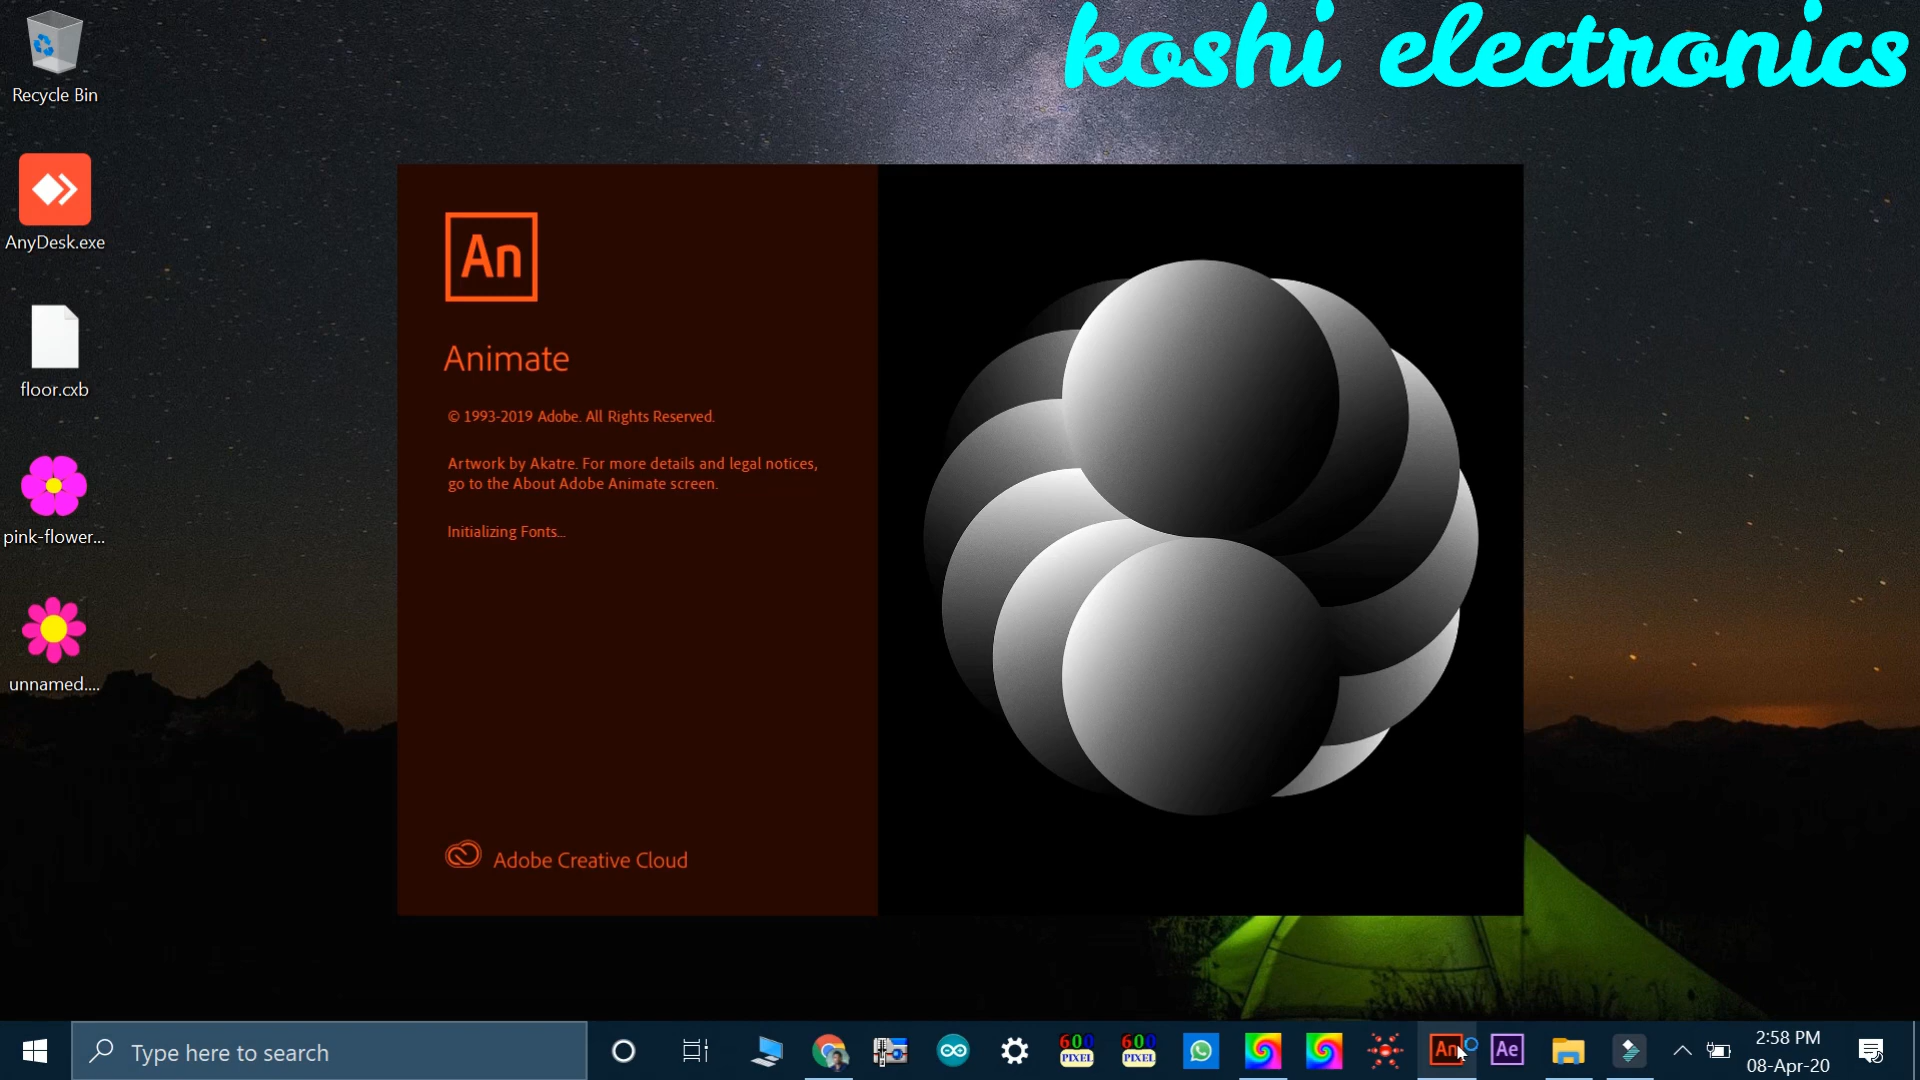 koshi electronics
Recycle Bin
AnyDesk.exe
floor.cxb
pink-flower...
unnamed....
An
Animate
© 1993-2019 Adobe. All Rights Reserved.
Artwork by Akatre. For more details and legal notices,
go to the About Adobe Animate screen.
Initializing Fonts...
Adobe Creative Cloud
Type here to search
600
PIXEL
600
PIXEL
An
Ae
2:58 PM
08-Apr-20